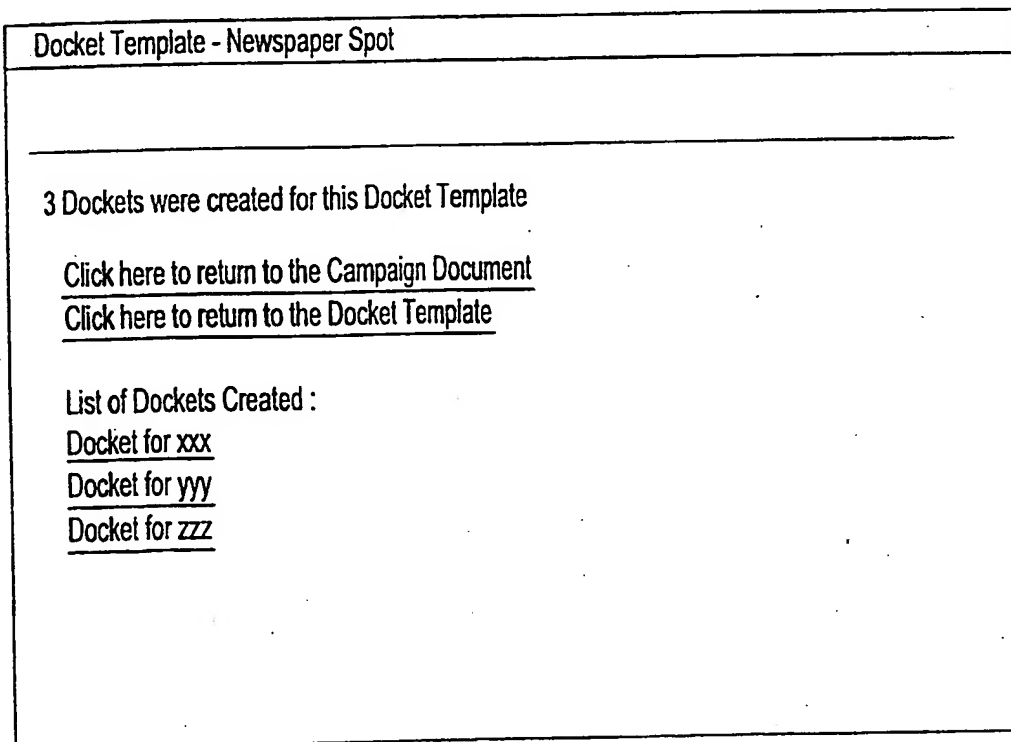 Docket Template - Newspaper Spot
3 Dockets were created for this Docket Template
Click here to return to the Campaign Document
Click here to return to the Docket Template
List of Dockets Created :
Docket for xxx
Docket for yyy
Docket for zzz